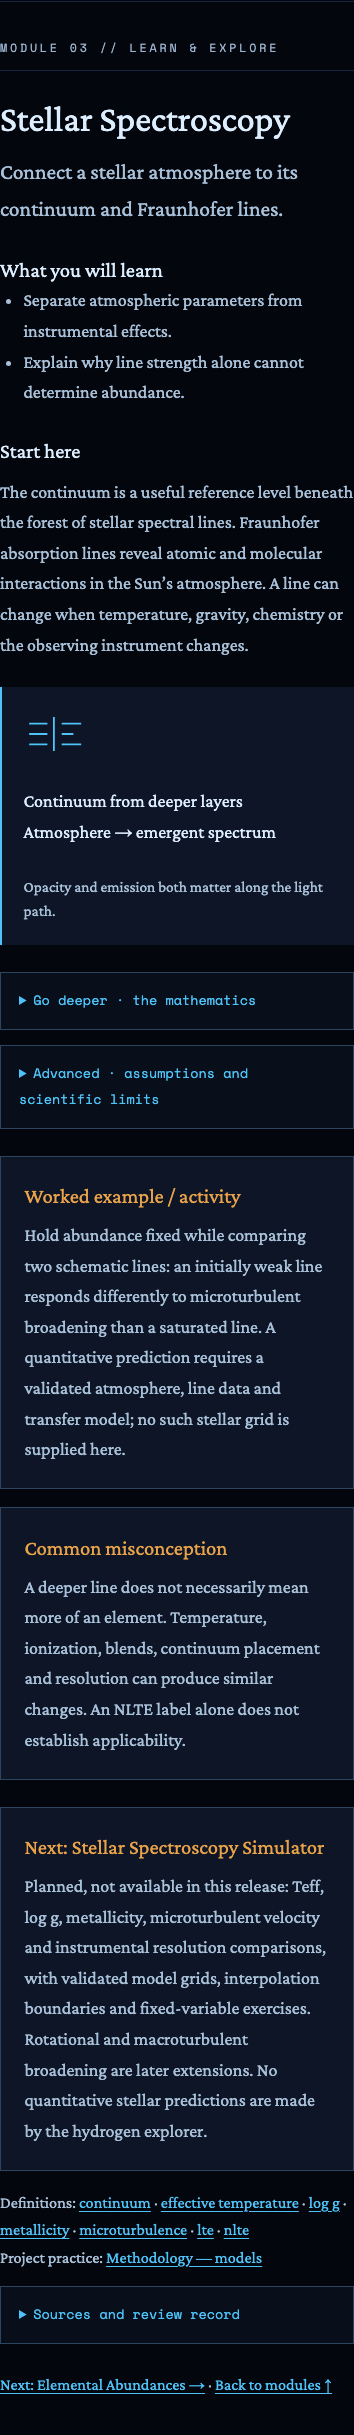 MODULE 03 // LEARN & EXPLORE
Stellar Spectroscopy
Connect a stellar atmosphere to its
continuum and Fraunhofer lines.
What you will learn
• Separate atmospheric parameters from
instrumental effects.
• Explain why line strength alone cannot
determine abundance.
Start here
The continuum is a useful reference level beneath
the forest of stellar spectral lines. Fraunhofer
absorption lines reveal atomic and molecular
interactions in the Sun’s atmosphere. A line can
change when temperature, gravity, chemistry or
the observing instrument changes.
Continuum from deeper layers
Atmosphere → emergent spectrum
Opacity and emission both matter along the light
path.
▶ Go deeper · the mathematics
▶ Advanced · assumptions and
scientific limits
Worked example / activity
Hold abundance fixed while comparing
two schematic lines: an initially weak line
responds differently to microturbulent
broadening than a saturated line. A
quantitative prediction requires a
validated atmosphere, line data and
transfer model; no such stellar grid is
supplied here.
Common misconception
A deeper line does not necessarily mean
more of an element. Temperature,
ionization, blends, continuum placement
and resolution can produce similar
changes. An NLTE label alone does not
establish applicability.
Next: Stellar Spectroscopy Simulator
Planned, not available in this release: Teff,
log g, metallicity, microturbulent velocity
and instrumental resolution comparisons,
with validated model grids, interpolation
boundaries and fixed-variable exercises.
Rotational and macroturbulent
broadening are later extensions. No
quantitative stellar predictions are made
by the hydrogen explorer.
Definitions: continuum · effective temperature · log g ·
metallicity · microturbulence · lte · nlte
Project practice: Methodology — models
▶ Sources and review record
Next: Elemental Abundances → · Back to modules ↑